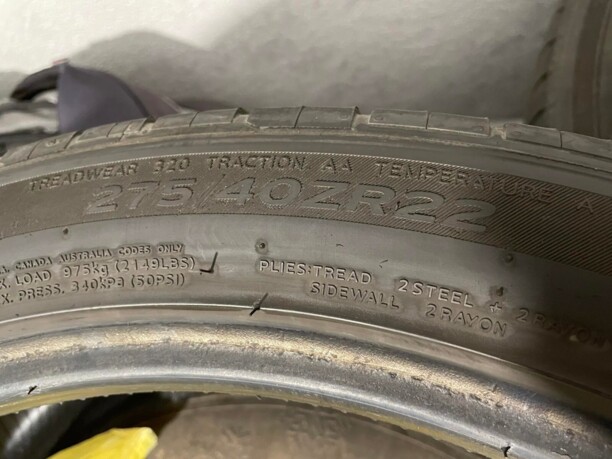 TREADWEAR 320 TRACTION AA TEMPERATURE A
275/40ZR22
CANADA AUSTRALIA CODES ONLY
LOAD 975kg (2149LBS)
PRESS. 340kPa (50PSI)
PLIES:TREAD 2 STEEL + 2 RAYON
SIDEWALL 2 RAYON